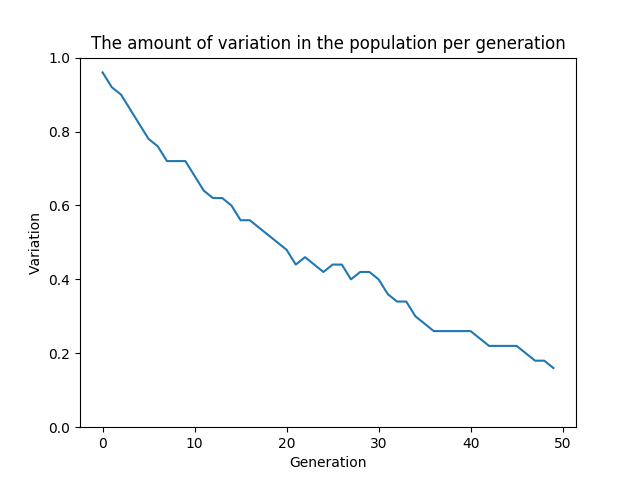 The amount of variation in the population per generation
1.0
0.8
0.6
0.4
0.2
0.0
Variation
0 10 20 30 40 50
Generation